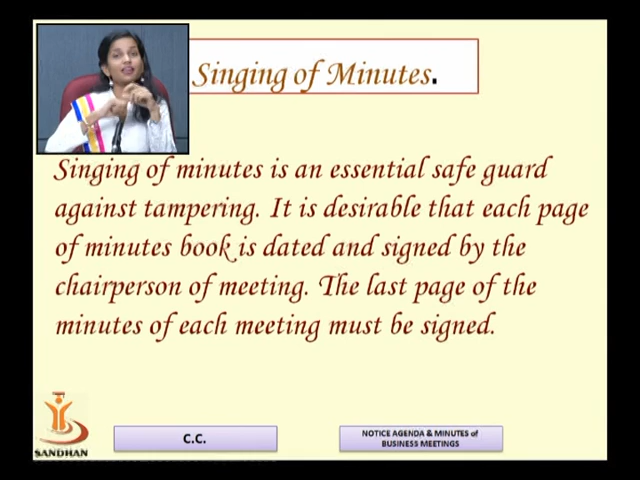 Singing of Minutes.
Singing of minutes is an essential safe guard
against tampering. It is desirable that each page
of minutes book is dated and signed by the
chairperson of meeting. The last page of the
minutes of each meeting must be signed.
SANDHAN
C.C.
NOTICE AGENDA & MINUTES of
BUSINESS MEETINGS